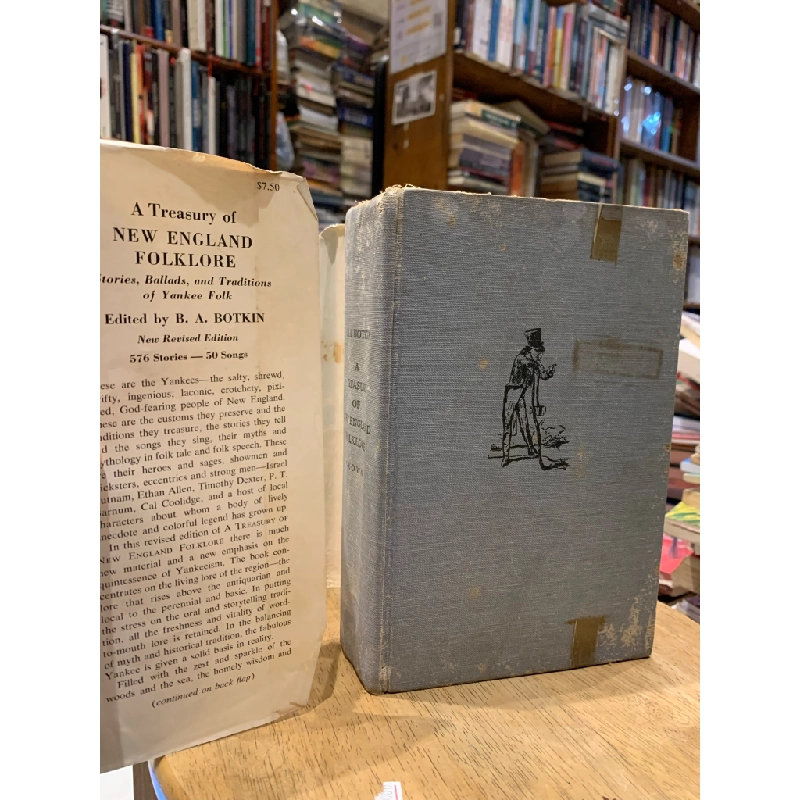 $7.50
A Treasury of
NEW ENGLAND
FOLKLORE
Stories, Ballads, and Traditions
of Yankee Folk
Edited by B. A. BOTKIN
New Revised Edition
576 Stories — 50 Songs
ese are the Yankees—the salty, shrewd,
ifty, ingenious, laconic, crotchety, pixi-
ed, God-fearing people of New England.
ese are the customs they preserve and the
ditions they treasure, the stories they tell
d the songs they sing, their myths and
ythology in folk tale and folk speech. These
e their heroes and sages, showmen and
icksters, eccentrics and strong men—Israel
utnam, Ethan Allen, Timothy Dexter, P. T.
arnum, Cal Coolidge, and a host of local
characters about whom a body of lively
anecdote and colorful legend has grown up
In this revised edition of A TREASURY OF
NEW ENGLAND FOLKLORE there is much
new material and a new emphasis on the
quintessence of Yankeeism. The book con-
centrates on the living lore of the region—the
lore that rises above the antiquarian and
local to the perennial and basic. In putting
the stress on the oral and storytelling tradi-
tion, all the freshness and vitality of word-
to-mouth lore is retained. In the balancing
of myth and historical tradition, the fabulous
Yankee is given a solid basis in reality.
Filled with the zest and sparkle of the
woods and the sea, the homely wisdom and
(continued on back flap)
A
OF